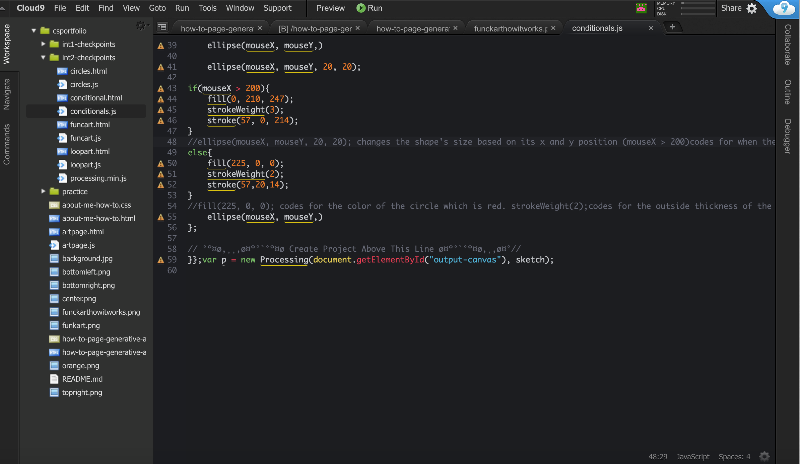 Cloud9 File Edit Find View Goto Run Tools Window Support Preview Run MEMORY CPU DISK Share
Workspace
Navigate
Commands
csportfolio
int1-checkpoints
int2-checkpoints
circles.html
circles.js
conditional.html
conditionals.js
funcart.html
funcart.js
loopart.html
loopart.js
processing.min.js
practice
about-me-how-to.css
about-me-how-to.html
artpage.html
artpage.js
background.jpg
bottomleft.png
bottomright.png
center.png
funckarthowitworks.png
funkart.png
how-to-page-generative-a
how-to-page-generative-a
orange.png
README.md
topright.png
how-to-page-genera × [B] /how-to-page-ger × how-to-page-genera × funckarthowitworks.p × conditionals.js × +
39 ellipse(mouseX, mouseY,)
40
41 ellipse(mouseX, mouseY, 20, 20);
42
43 if(mouseX > 200){
44 fill(0, 210, 247);
45 strokeWeight(3);
46 stroke(57, 0, 214);
47 }
48 //ellipse(mouseX, mouseY, 20, 20); changes the shape's size based on its x and y position (mouseX > 200)codes for when the
49 else{
50 fill(225, 0, 0);
51 strokeWeight(2);
52 stroke(57,20,14);
53 }
54 //fill(225, 0, 0); codes for the color of the circle which is red. strokeWeight(2);codes for the outside thickness of the
55 ellipse(mouseX, mouseY,)
56 };
57
58 // Create Project Above This Line //
59 }};var p = new Processing(document.getElementById("output-canvas"), sketch);
60
48:29 JavaScript Spaces: 4
Collaborate
Outline
Debugger